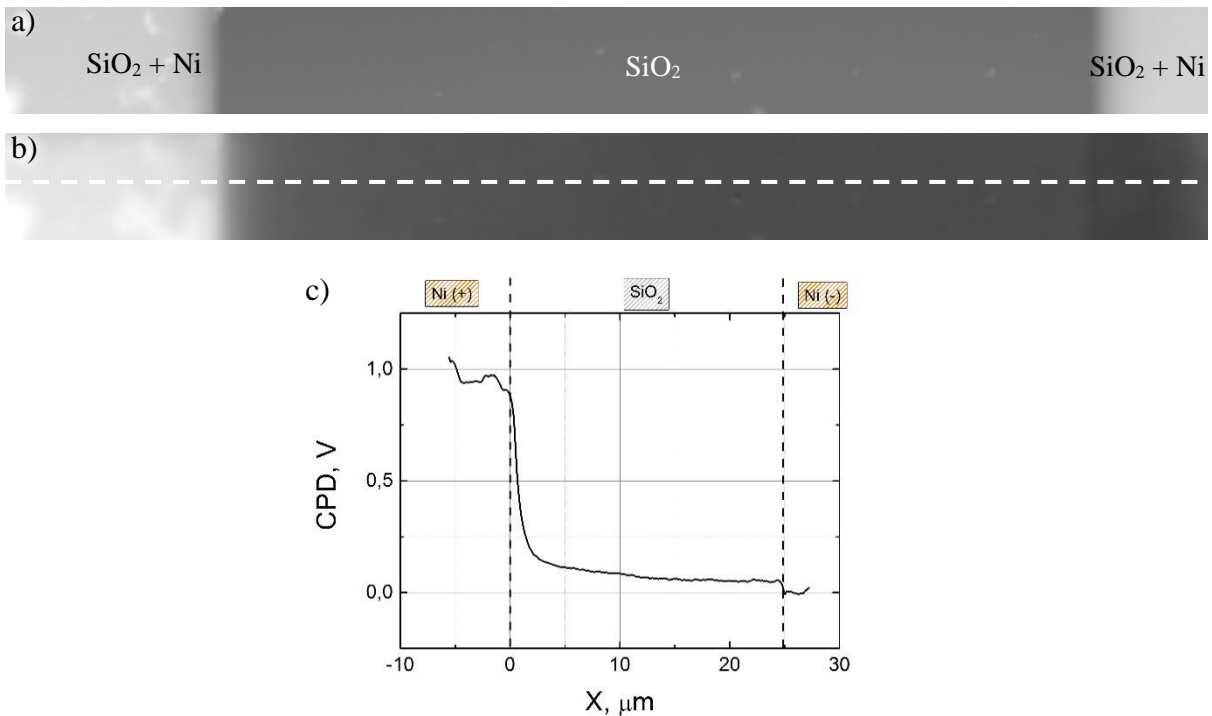 a)
SiO₂ + Ni SiO₂ SiO₂ + Ni
b)
c)
Ni (+) SiO₂ Ni (-)
1,0
0,5
0,0
CPD, V
-10 0 10 20 30
X, μm